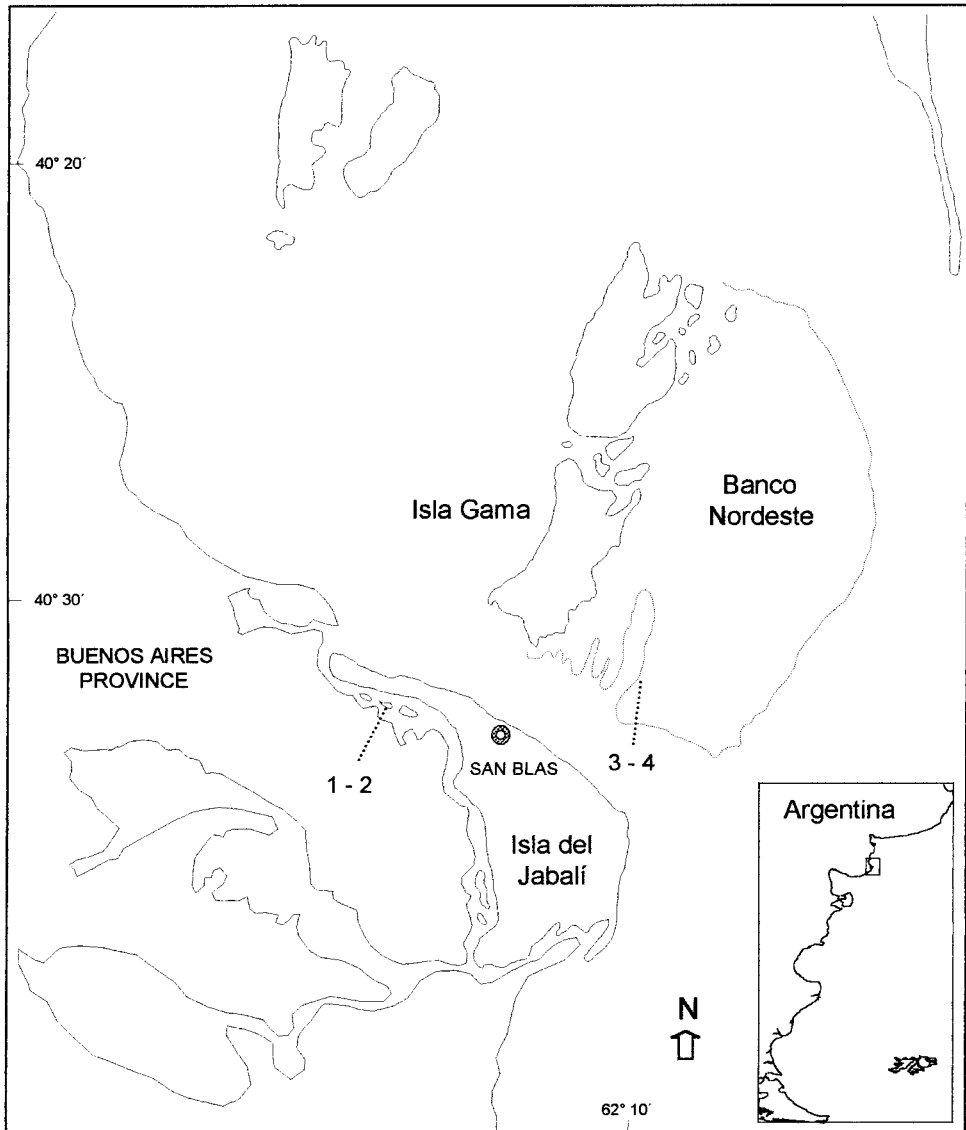 40° 20´
Isla Gama
Banco
Nordeste
40° 30´
BUENOS AIRES
PROVINCE
1 - 2
SAN BLAS
3 - 4
Isla del
Jabalí
Argentina
N
62° 10´